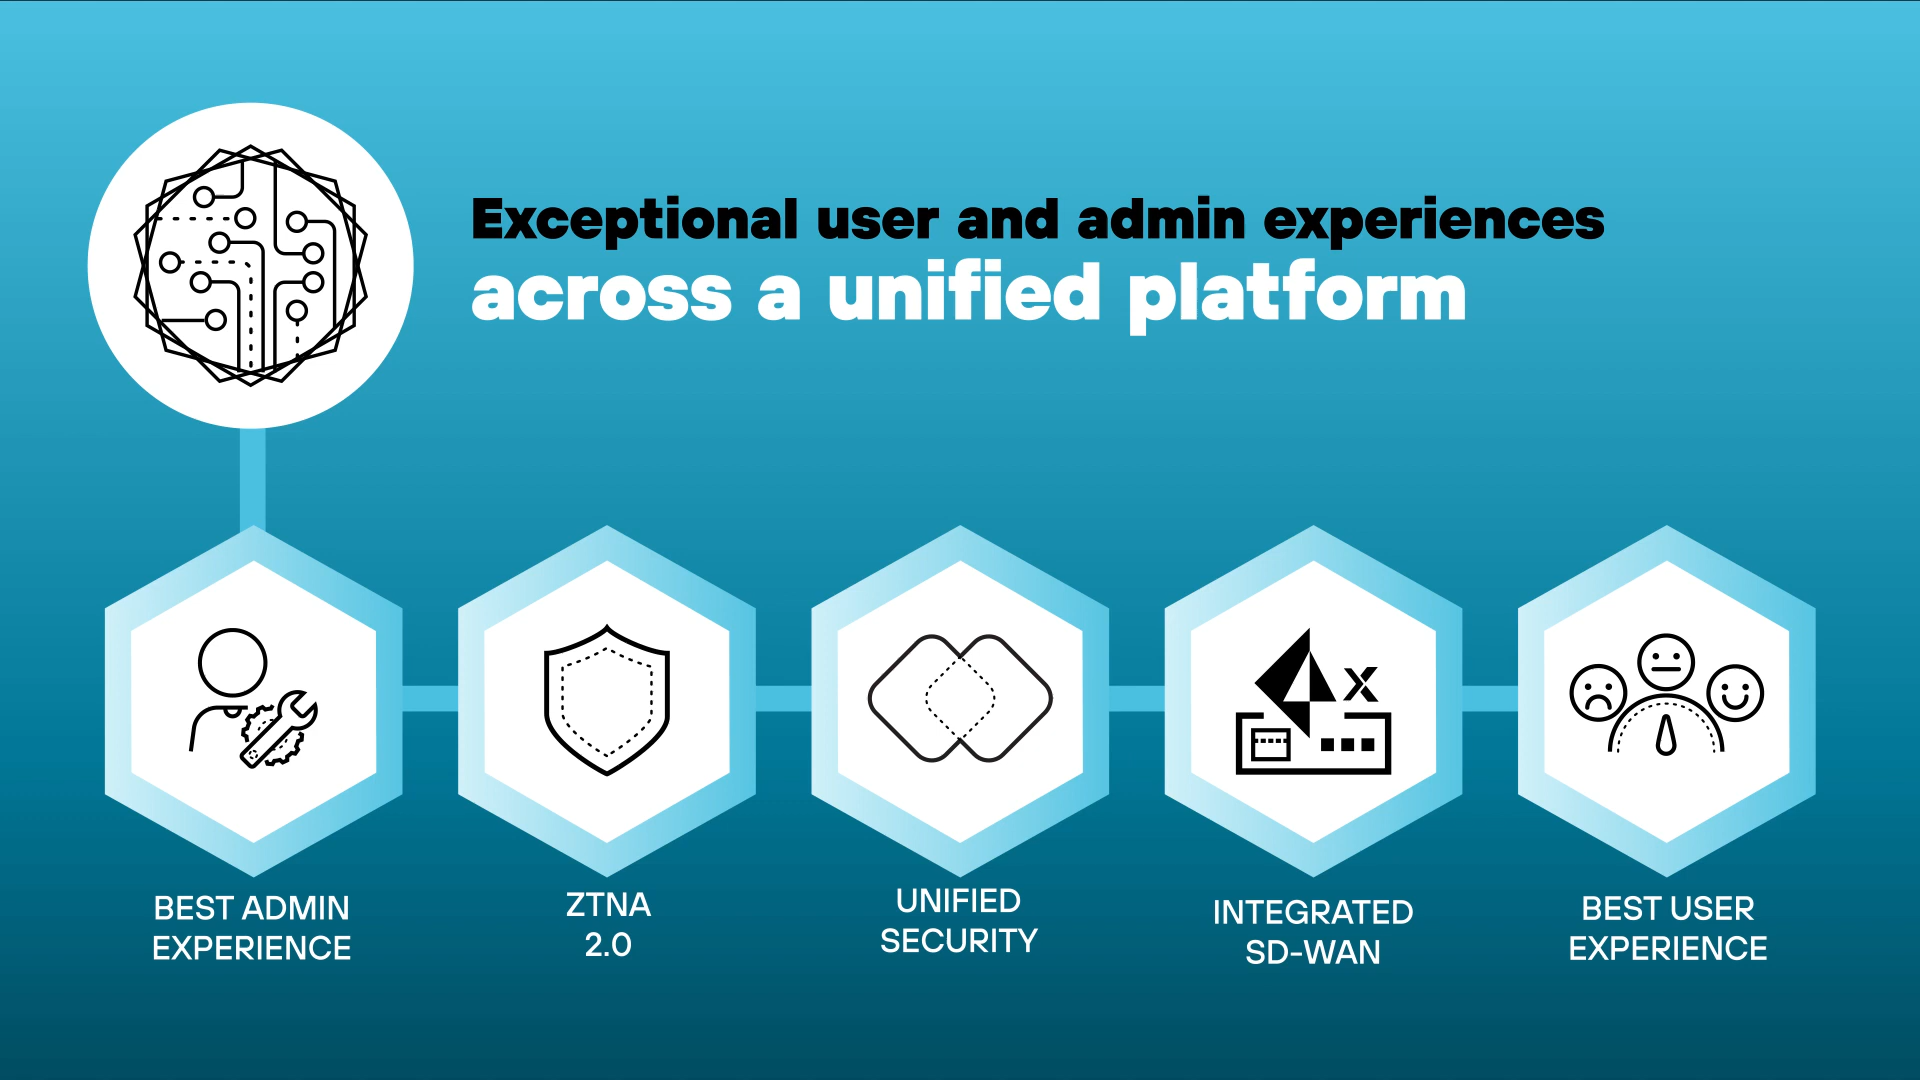 Exceptional user and admin experiences
across a unified platform
BEST ADMIN
EXPERIENCE
ZTNA
2.0
UNIFIED
SECURITY
X
INTEGRATED
SD-WAN
BEST USER
EXPERIENCE